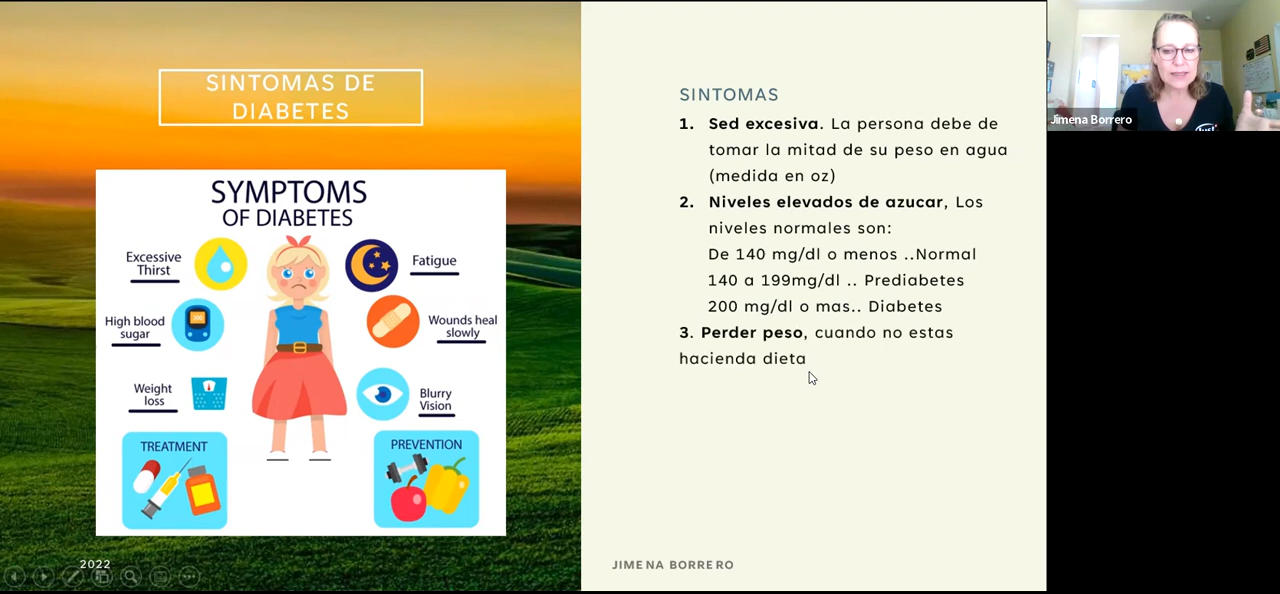 SINTOMAS DE
DIABETES
SYMPTOMS
OF DIABETES
Excessive
Thirst
Fatigue
High blood
sugar
Wounds heal
slowly
Weight
loss
Blurry
Vision
TREATMENT
PREVENTION
2022
SINTOMAS
1. Sed excesiva. La persona debe de
tomar la mitad de su peso en agua
(medida en oz)
2. Niveles elevados de azucar, Los
niveles normales son:
De 140 mg/dl o menos ..Normal
140 a 199mg/dl .. Prediabetes
200 mg/dl o mas.. Diabetes
3. Perder peso, cuando no estas
hacienda dieta
JIMENA BORRERO
Jimena Borrero